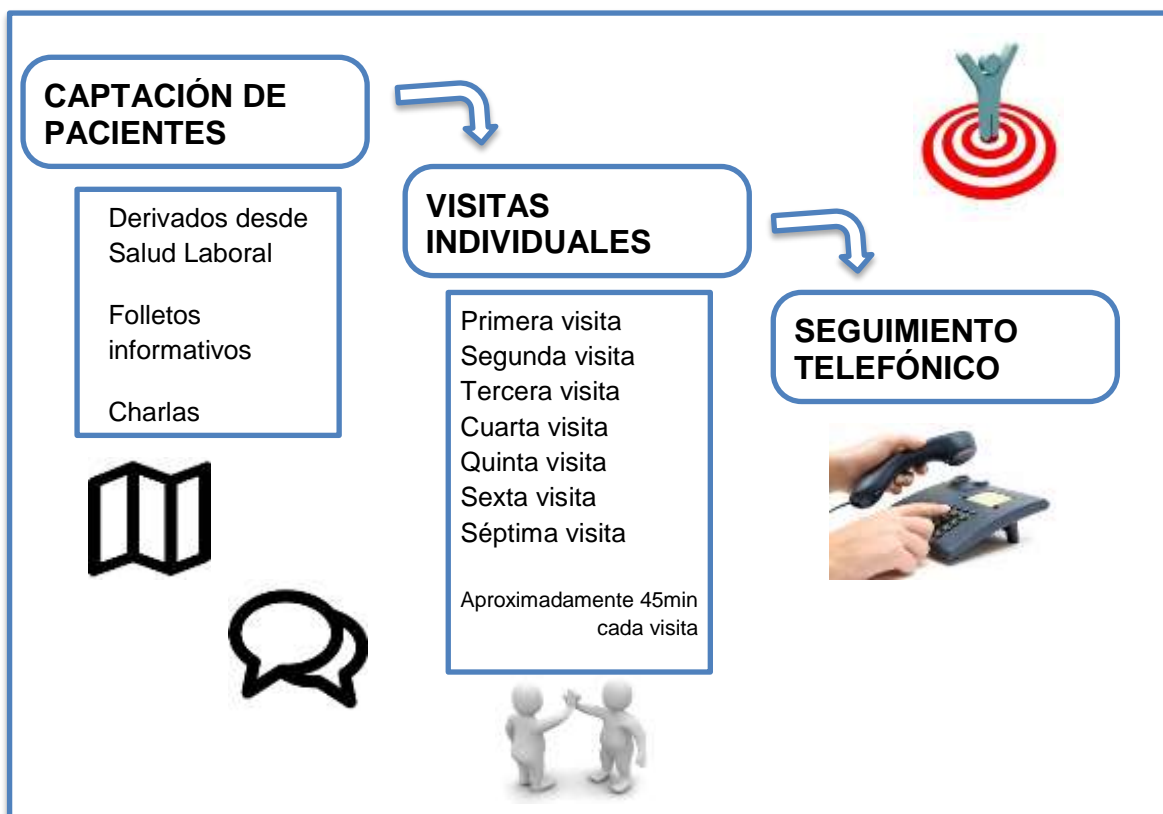 CAPTACIÓN DE
PACIENTES
Derivados desde
Salud Laboral
Folletos
informativos
Charlas
VISITAS
INDIVIDUALES
Primera visita
Segunda visita
Tercera visita
Cuarta visita
Quinta visita
Sexta visita
Séptima visita
Aproximadamente 45min
cada visita
SEGUIMIENTO
TELEFÓNICO